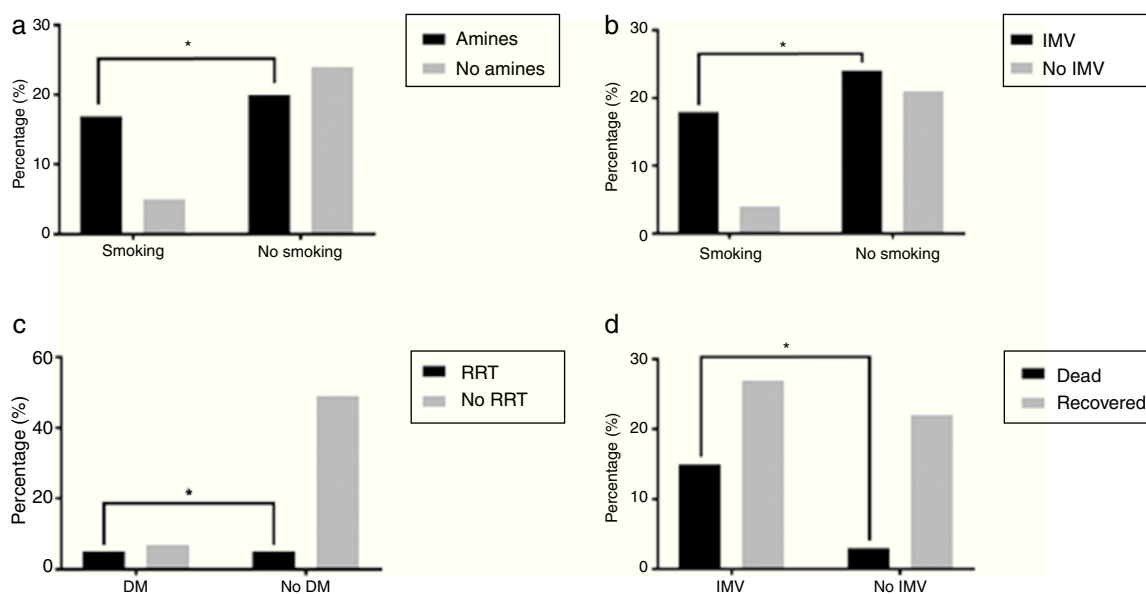 a
30
20
10
0
Percentage (%)
*
Smoking
No smoking
Amines
No amines
b
30
20
10
0
Percentage (%)
*
Smoking
No smoking
IMV
No IMV
c
60
40
20
0
Percentage (%)
*
DM
No DM
RRT
No RRT
d
30
20
10
0
Percentage (%)
*
IMV
No IMV
Dead
Recovered